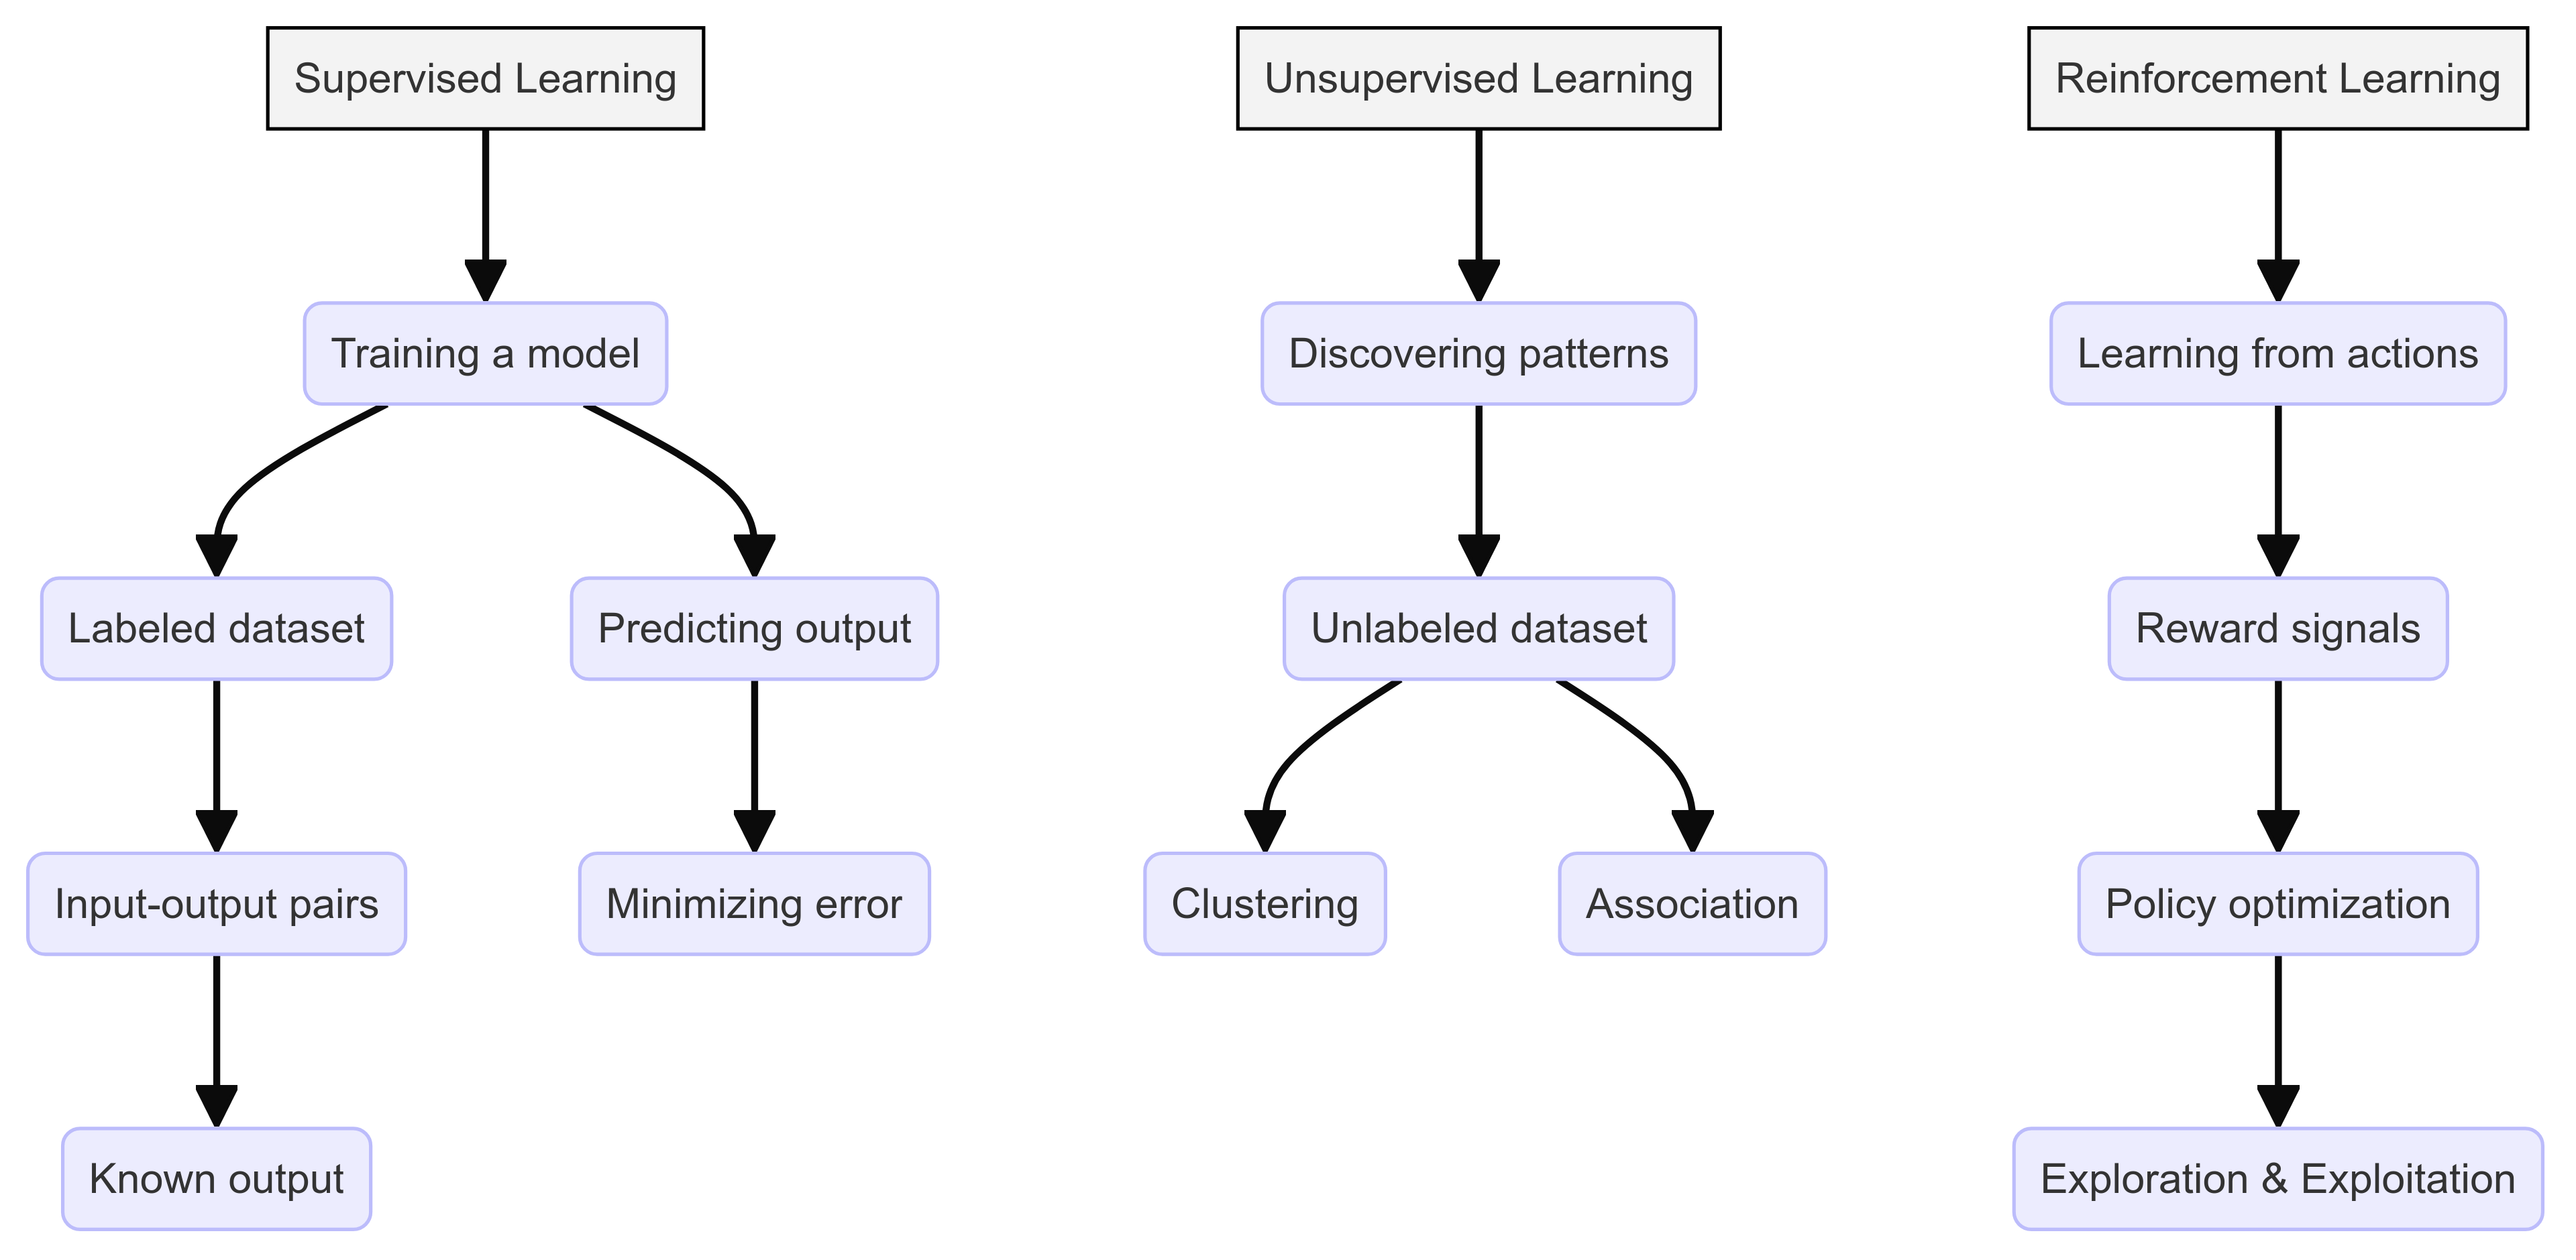 Supervised Learning
Unsupervised Learning
Reinforcement Learning
Training a model
Discovering patterns
Learning from actions
Labeled dataset
Predicting output
Unlabeled dataset
Reward signals
Input-output pairs
Minimizing error
Clustering
Association
Policy optimization
Known output
Exploration & Exploitation